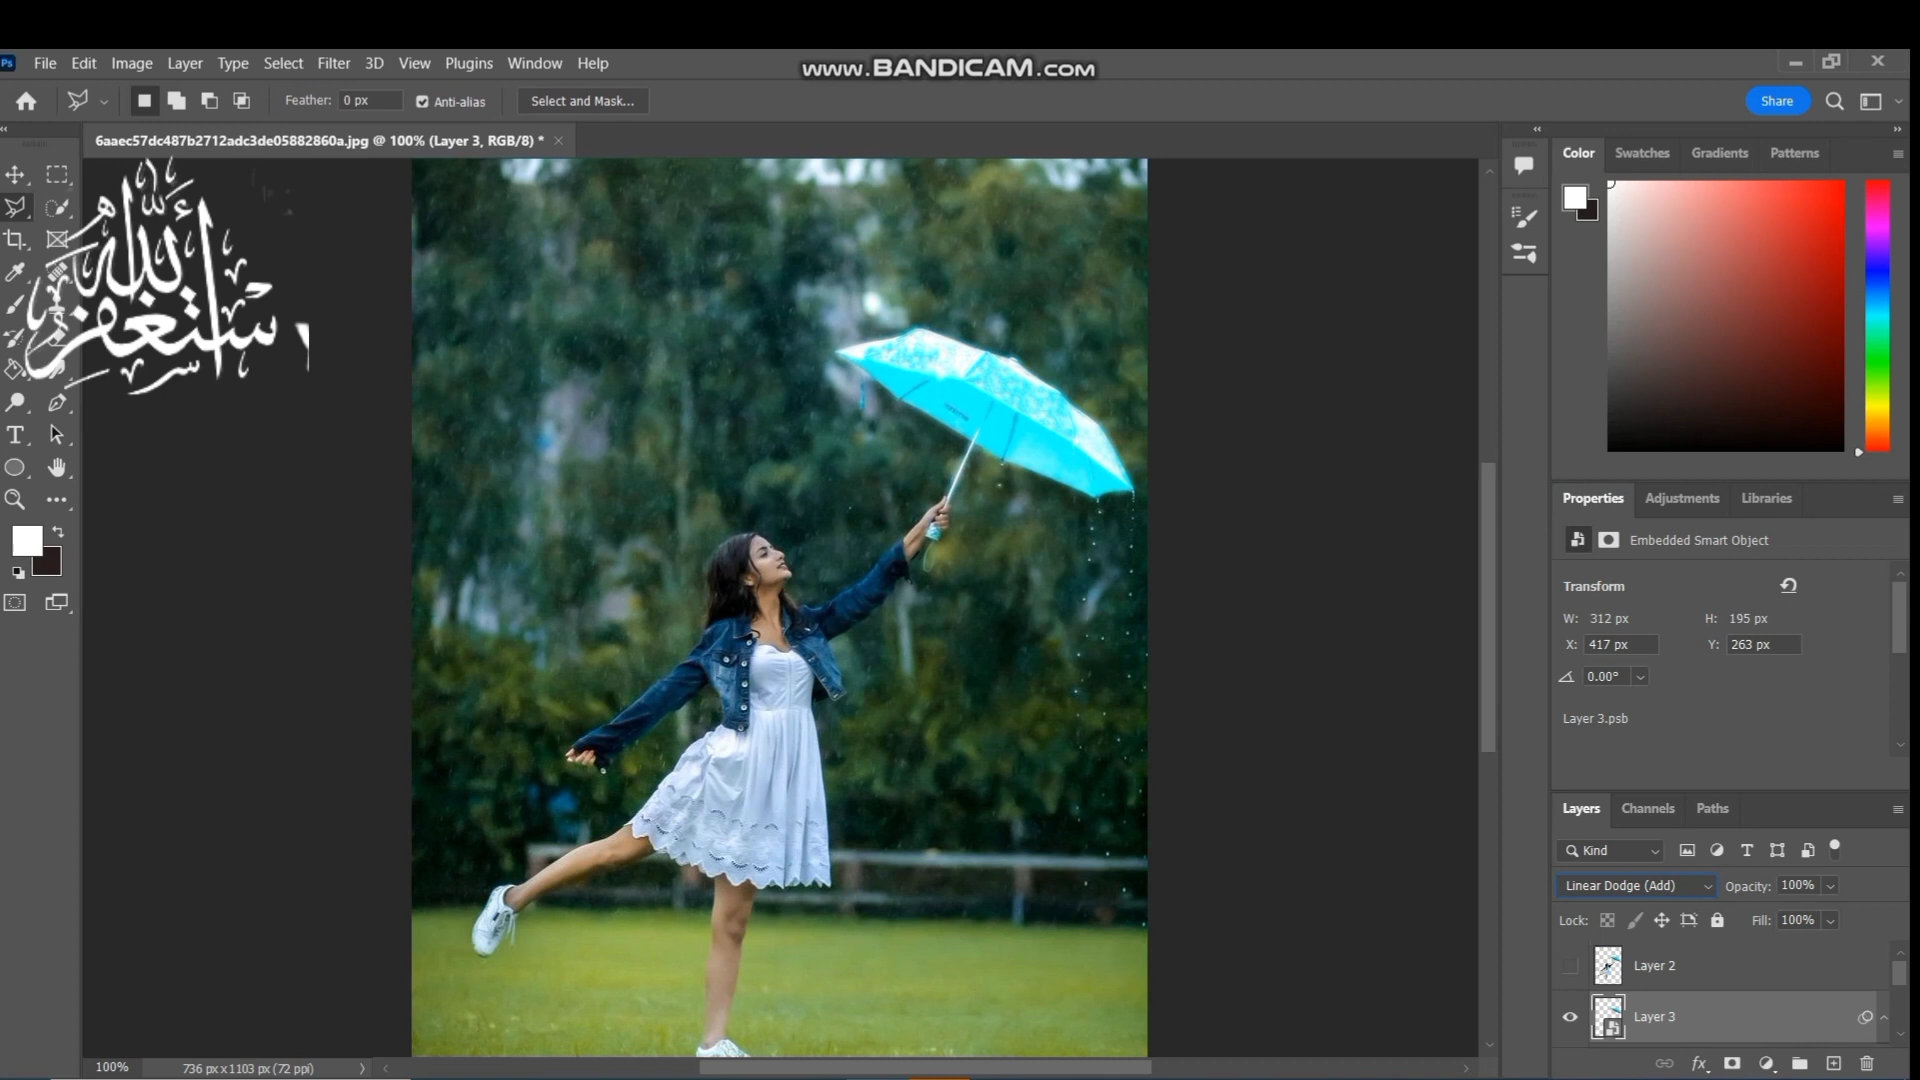 www.BANDICAM.com
Ps File Edit Image Layer Type Select Filter 3D View Plugins Window Help
Feather: 0 px Anti-alias Select and Mask... Share
6aaec57dc487b2712adc3de05882860a.jpg @ 100% (Layer 3, RGB/8) *
Color Swatches Gradients Patterns
أستغفر الله
Properties Adjustments Libraries
Embedded Smart Object
Transform
W: 312 px H: 195 px
X: 417 px Y: 263 px
0.00°
Layer 3.psb
Layers Channels Paths
Kind
Linear Dodge (Add) Opacity: 100%
Lock: Fill: 100%
Layer 2
Layer 3
fx
100% 736 px x 1103 px (72 ppi)